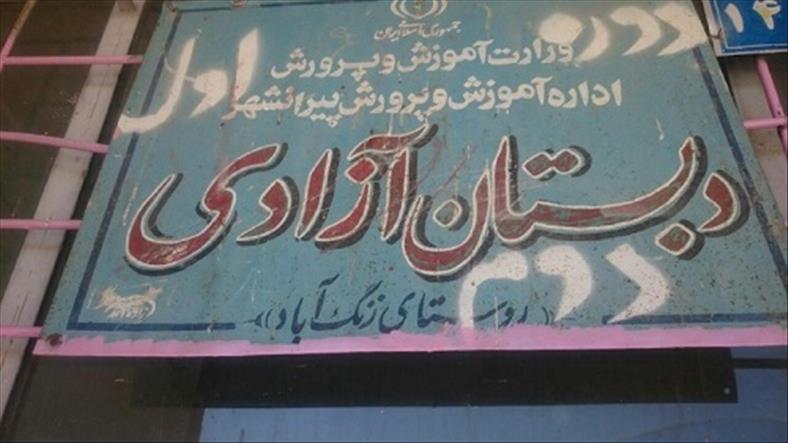 جمهوری اسلامی ایران
وزارت آموزش و پرورش
اداره آموزش و پرورش پیرانشهر
دوره اول
دبستان آزادی
دوم
((روستای زنگ آباد))
۱۴